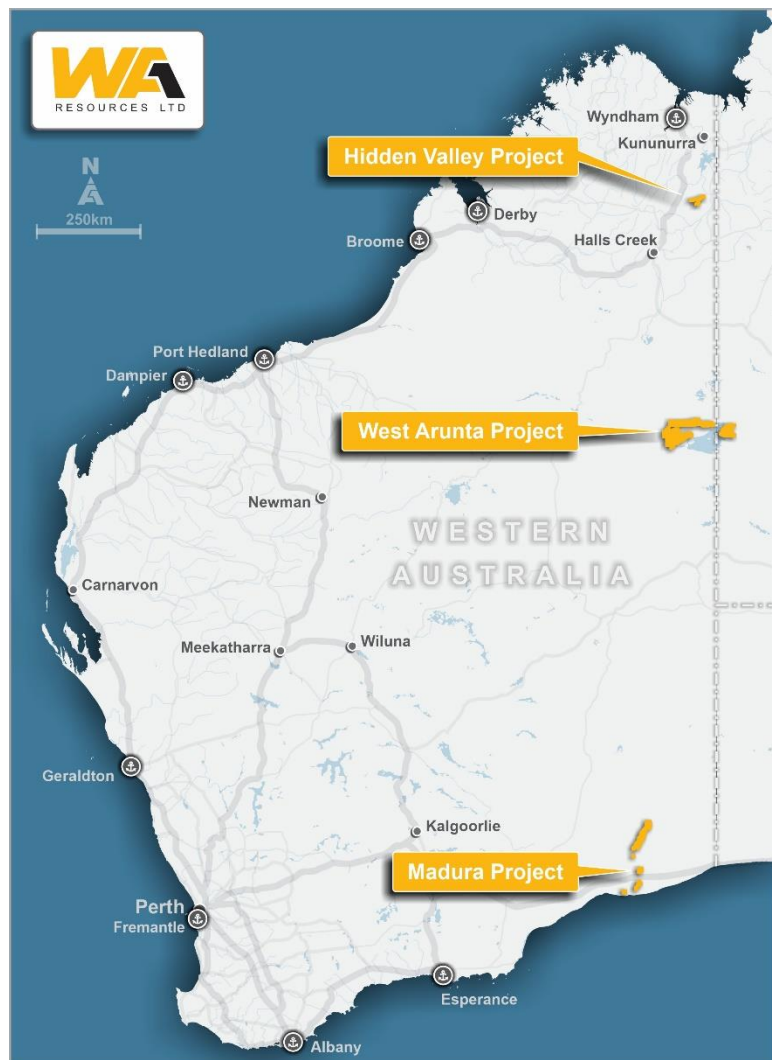 WA
RESOURCES LTD
N
250km
Wyndham
Kununurra
Hidden Valley Project
Derby
Broome
Halls Creek
Port Hedland
Dampier
West Arunta Project
Newman
WESTERN
AUSTRALIA
Carnarvon
Meekatharra
Wiluna
Geraldton
Kalgoorlie
Madura Project
Perth
Fremantle
Esperance
Albany